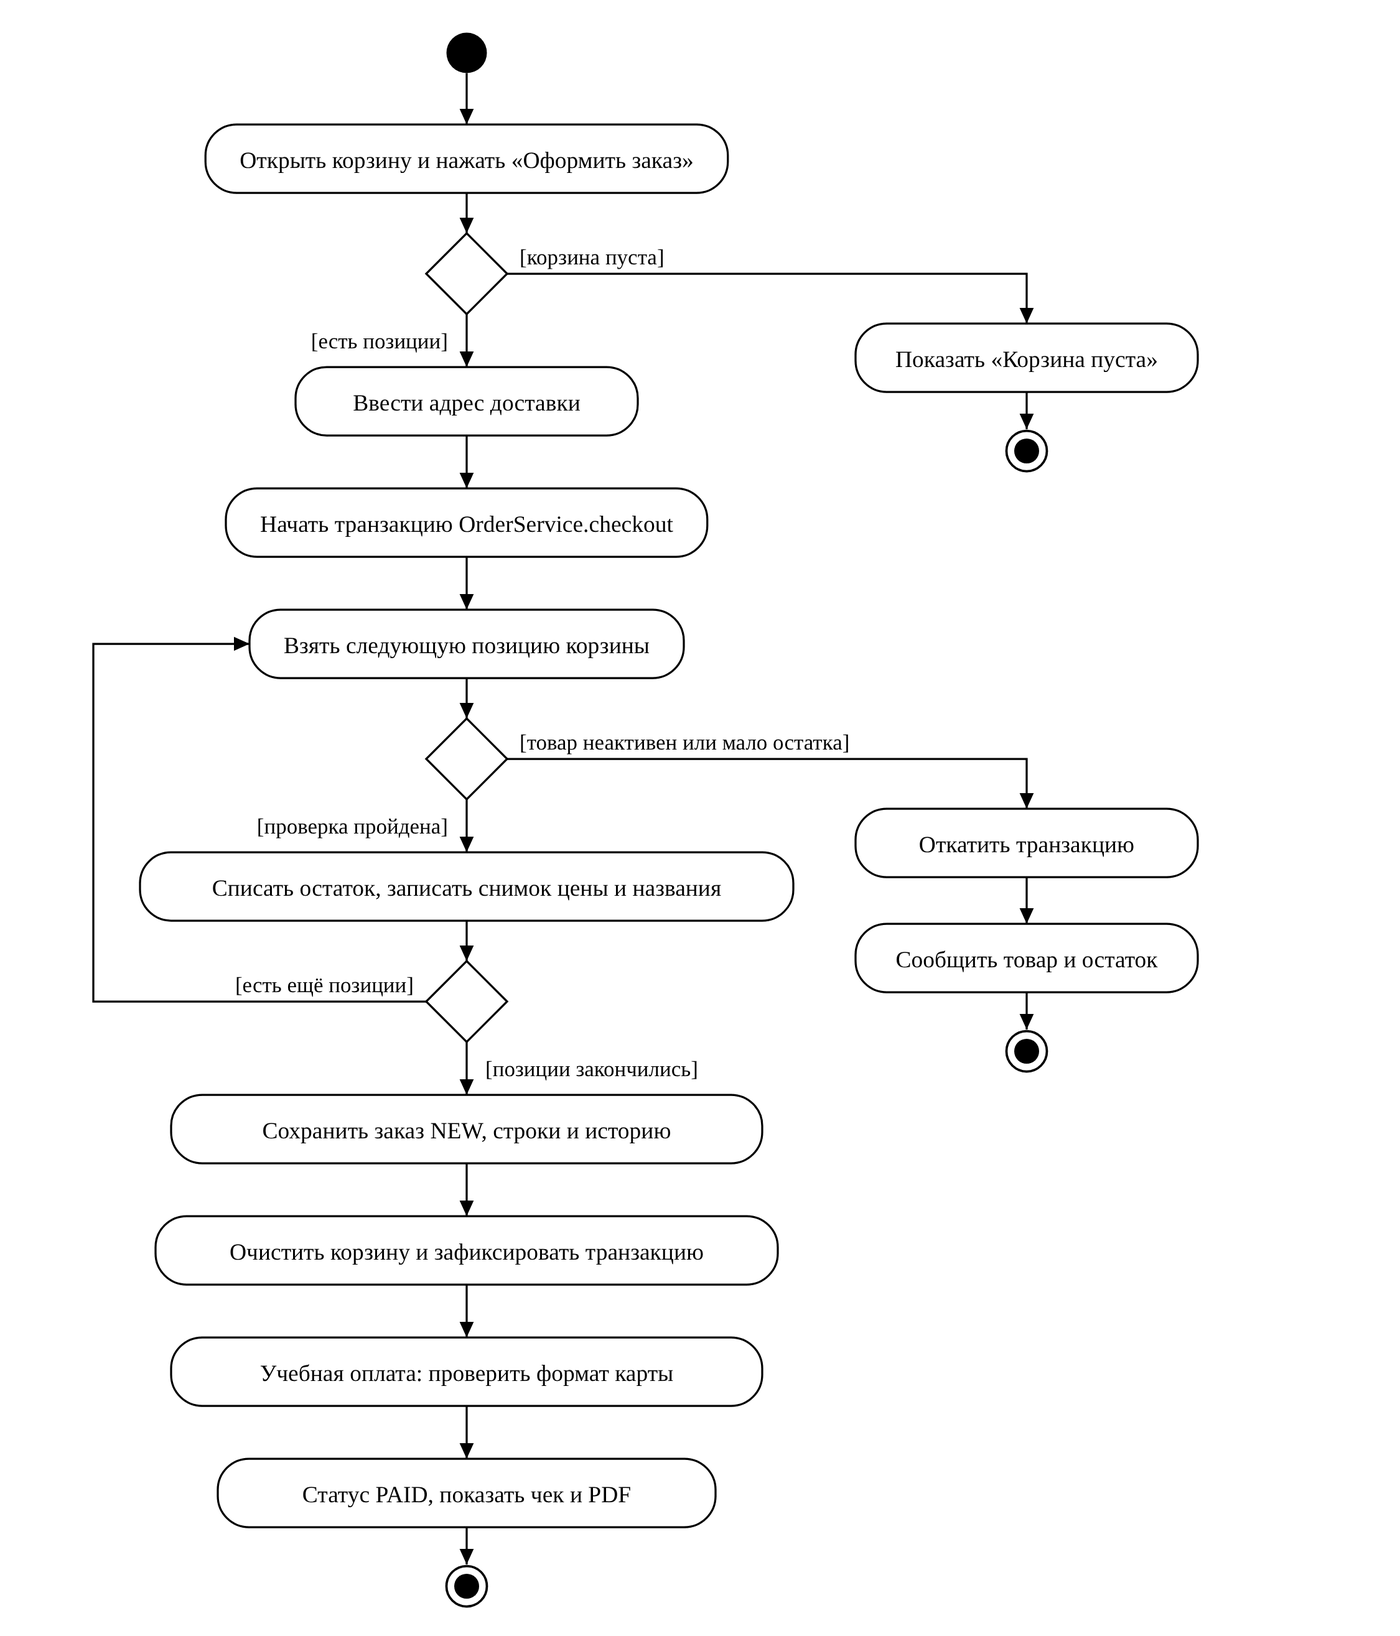 Открыть корзину и нажать «Оформить заказ»
[корзина пуста]
[есть позиции]
Показать «Корзина пуста»
Ввести адрес доставки
Начать транзакцию OrderService.checkout
Взять следующую позицию корзины
[товар неактивен или мало остатка]
[проверка пройдена]
Откатить транзакцию
Списать остаток, записать снимок цены и названия
Сообщить товар и остаток
[есть ещё позиции]
[позиции закончились]
Сохранить заказ NEW, строки и историю
Очистить корзину и зафиксировать транзакцию
Учебная оплата: проверить формат карты
Статус PAID, показать чек и PDF